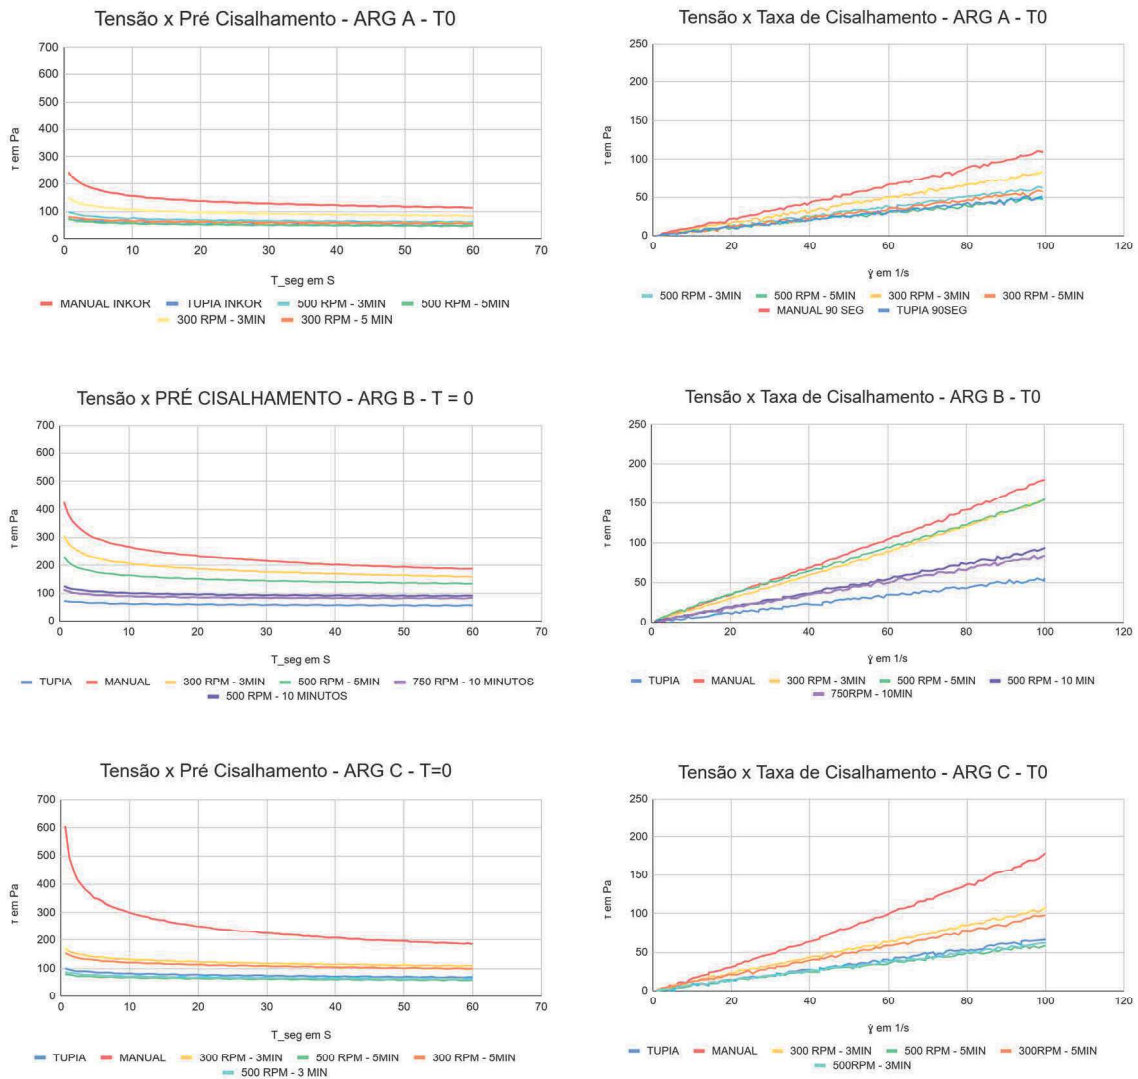 Tensão x Pré Cisalhamento - ARG A - T0
700
600
500
400
300
200
100
0
τ em Pa
0 10 20 30 40 50 60 70
T_seg em S
MANUAL INKOR TUPIA INKOR 500 RPM - 3MIN 500 RPM - 5MIN
300 RPM - 3MIN 300 RPM - 5 MIN
Tensão x Taxa de Cisalhamento - ARG A - T0
250
200
150
100
50
0
τ em Pa
0 20 40 60 80 100 120
γ̇ em 1/s
500 RPM - 3MIN 500 RPM - 5MIN 300 RPM - 3MIN 300 RPM - 5MIN
MANUAL 90 SEG TUPIA 90SEG
Tensão x PRÉ CISALHAMENTO - ARG B - T = 0
700
600
500
400
300
200
100
0
τ em Pa
0 10 20 30 40 50 60 70
T_seg em S
TUPIA MANUAL 300 RPM - 3MIN 500 RPM - 5MIN 750 RPM - 10 MINUTOS
500 RPM - 10 MINUTOS
Tensão x Taxa de Cisalhamento - ARG B - T0
250
200
150
100
50
0
τ em Pa
0 20 40 60 80 100 120
γ̇ em 1/s
TUPIA MANUAL 300 RPM - 3MIN 500 RPM - 5MIN 500 RPM - 10 MIN
750RPM - 10MIN
Tensão x Pré Cisalhamento - ARG C - T=0
700
600
500
400
300
200
100
0
τ em Pa
0 10 20 30 40 50 60 70
T_seg em S
TUPIA MANUAL 300 RPM - 3MIN 500 RPM - 5MIN 300 RPM - 5MIN
500 RPM - 3 MIN
Tensão x Taxa de Cisalhamento - ARG C - T0
250
200
150
100
50
0
τ em Pa
0 20 40 60 80 100 120
γ̇ em 1/s
TUPIA MANUAL 300 RPM - 3MIN 500 RPM - 5MIN 300RPM - 5MIN
500RPM - 3MIN